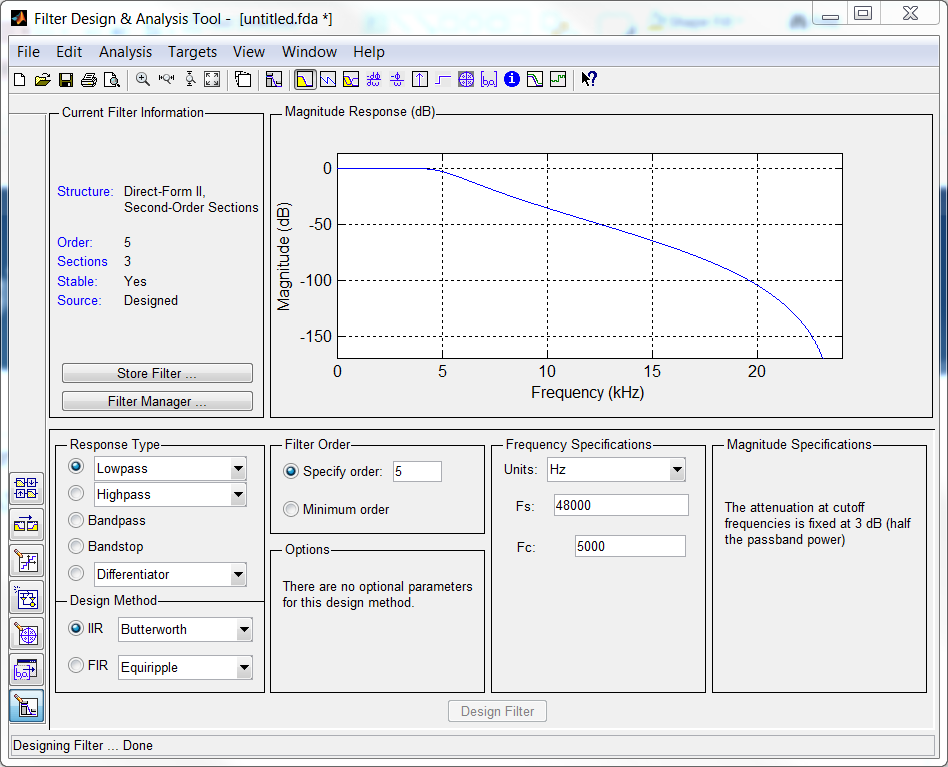 Filter Design & Analysis Tool - [untitled.fda *]
File Edit Analysis Targets View Window Help
Current Filter Information
Structure: Direct-Form II,
Second-Order Sections
Order: 5
Sections 3
Stable: Yes
Source: Designed
Store Filter ...
Filter Manager ...
Magnitude Response (dB)
Magnitude (dB)
0
-50
-100
-150
0 5 10 15 20
Frequency (kHz)
Response Type
Lowpass
Highpass
Bandpass
Bandstop
Differentiator
Design Method
IIR Butterworth
FIR Equiripple
Filter Order
Specify order: 5
Minimum order
Options
There are no optional parameters
for this design method.
Frequency Specifications
Units: Hz
Fs: 48000
Fc: 5000
Magnitude Specifications
The attenuation at cutoff
frequencies is fixed at 3 dB (half
the passband power)
Design Filter
Designing Filter ... Done